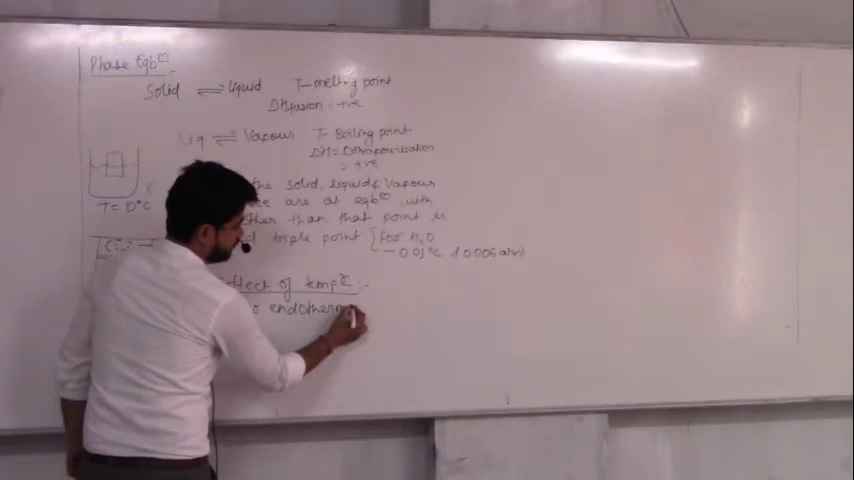 Phase Eqbm :-
Solid ⇌ Liquid T - melting point
ΔHfusion = +ve
Liq ⇌ Vapour T - Boiling point
ΔH = ΔHvapourisation
= +ve
T = 0°C
the solid, liquid & Vapour
are at eqbm with
other than that point is
triple point [for H2O
- 0.01°C & 0.006 atm)
Effect of temp :-
endotherm